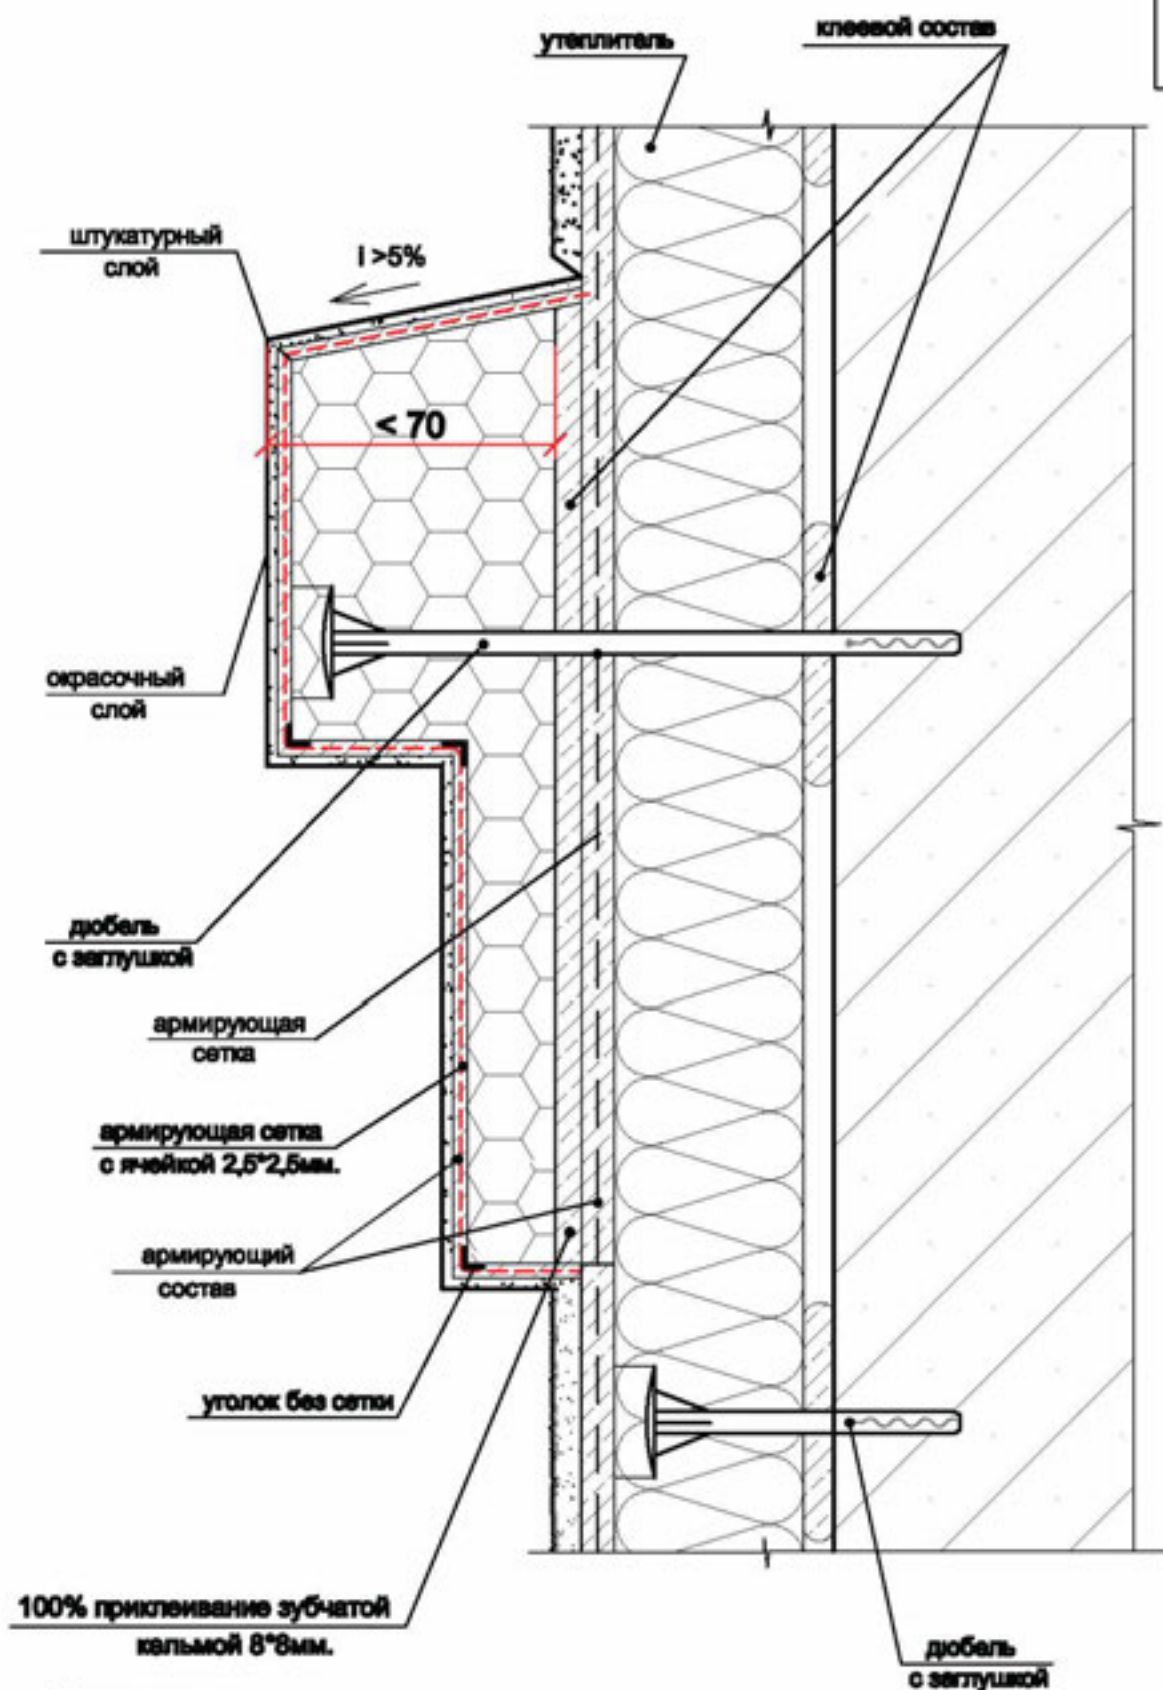 утеплитель
клеевой состав
штукатурный
слой
i >5%
< 70
окрасочный
слой
дюбель
с заглушкой
армирующая
сетка
армирующая сетка
с ячейкой 2,5*2,5мм.
армирующий
состав
уголок без сетки
100% приклеивание зубчатой
кельмой 8*8мм.
дюбель
с заглушкой